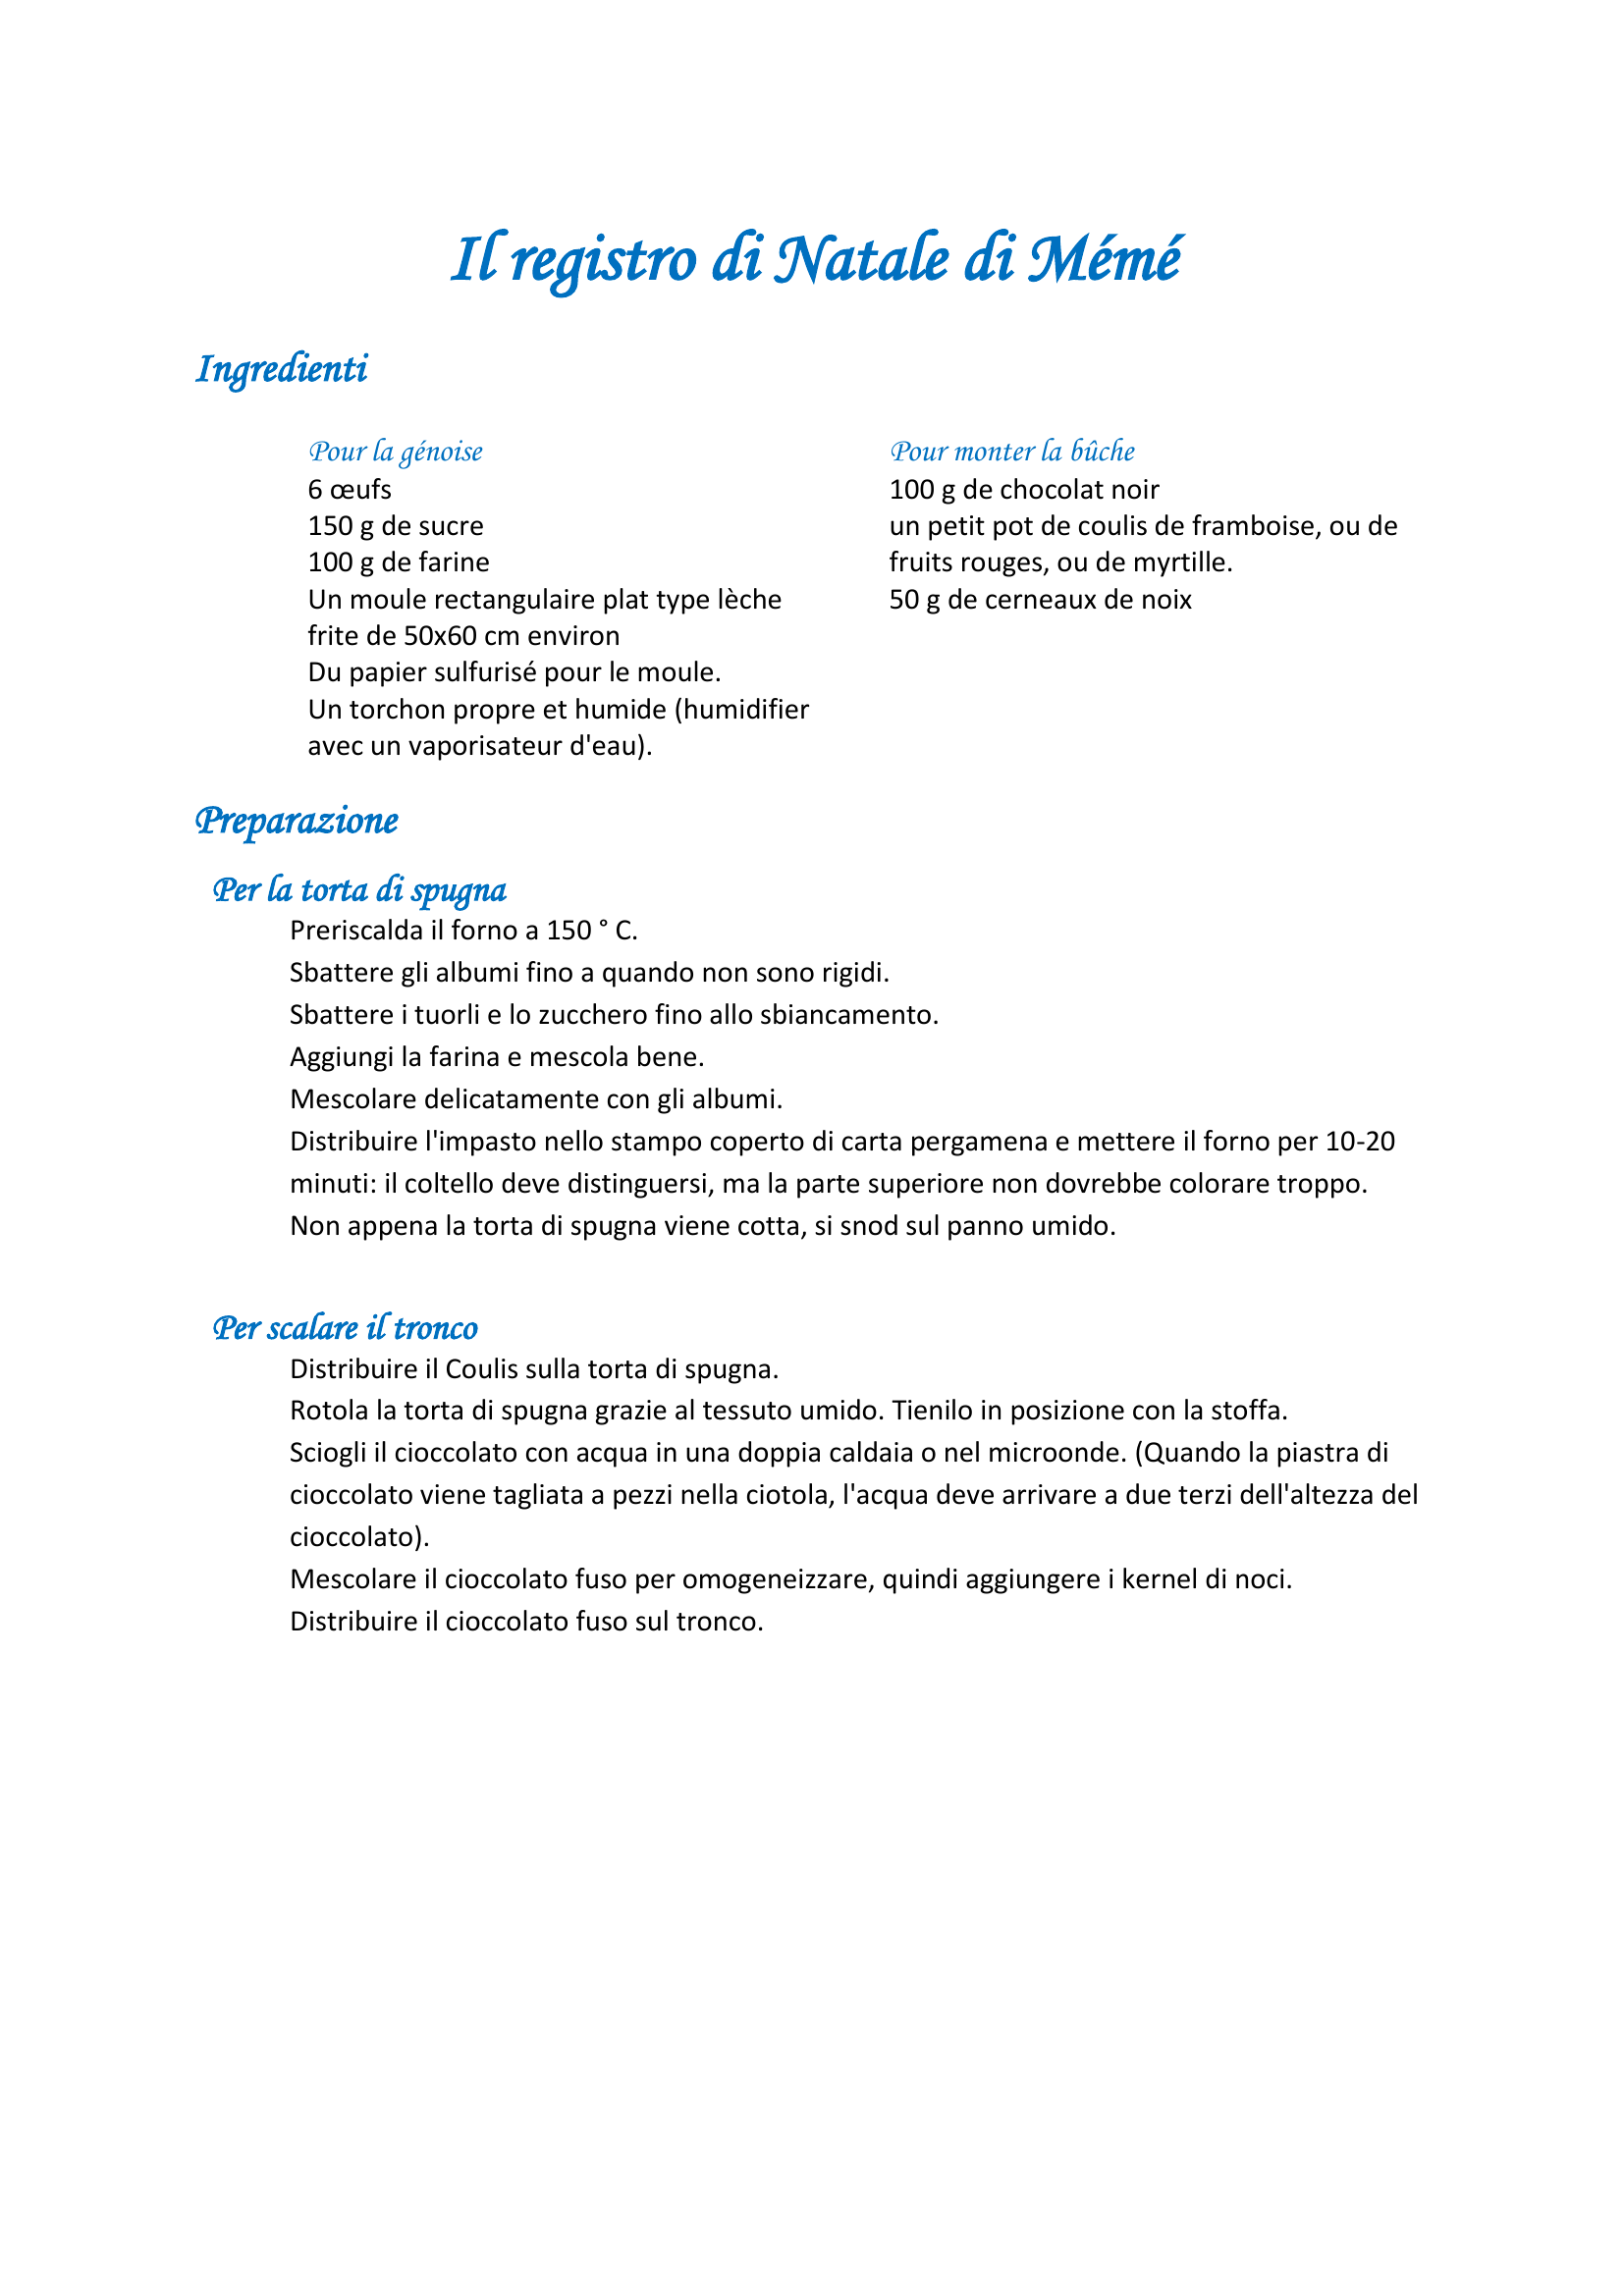 Il registro di Natale di Mémé
Ingredienti
Pour la génoise
6 œufs
150 g de sucre
100 g de farine
Un moule rectangulaire plat type lèche
frite de 50x60 cm environ
Du papier sulfurisé pour le moule.
Un torchon propre et humide (humidifier
avec un vaporisateur d'eau).
Pour monter la bûche
100 g de chocolat noir
un petit pot de coulis de framboise, ou de
fruits rouges, ou de myrtille.
50 g de cerneaux de noix
Preparazione
Per la torta di spugna
Preriscalda il forno a 150 ° C.
Sbattere gli albumi fino a quando non sono rigidi.
Sbattere i tuorli e lo zucchero fino allo sbiancamento.
Aggiungi la farina e mescola bene.
Mescolare delicatamente con gli albumi.
Distribuire l'impasto nello stampo coperto di carta pergamena e mettere il forno per 10-20
minuti: il coltello deve distinguersi, ma la parte superiore non dovrebbe colorare troppo.
Non appena la torta di spugna viene cotta, si snod sul panno umido.
Per scalare il tronco
Distribuire il Coulis sulla torta di spugna.
Rotola la torta di spugna grazie al tessuto umido. Tienilo in posizione con la stoffa.
Sciogli il cioccolato con acqua in una doppia caldaia o nel microonde. (Quando la piastra di
cioccolato viene tagliata a pezzi nella ciotola, l'acqua deve arrivare a due terzi dell'altezza del
cioccolato).
Mescolare il cioccolato fuso per omogeneizzare, quindi aggiungere i kernel di noci.
Distribuire il cioccolato fuso sul tronco.